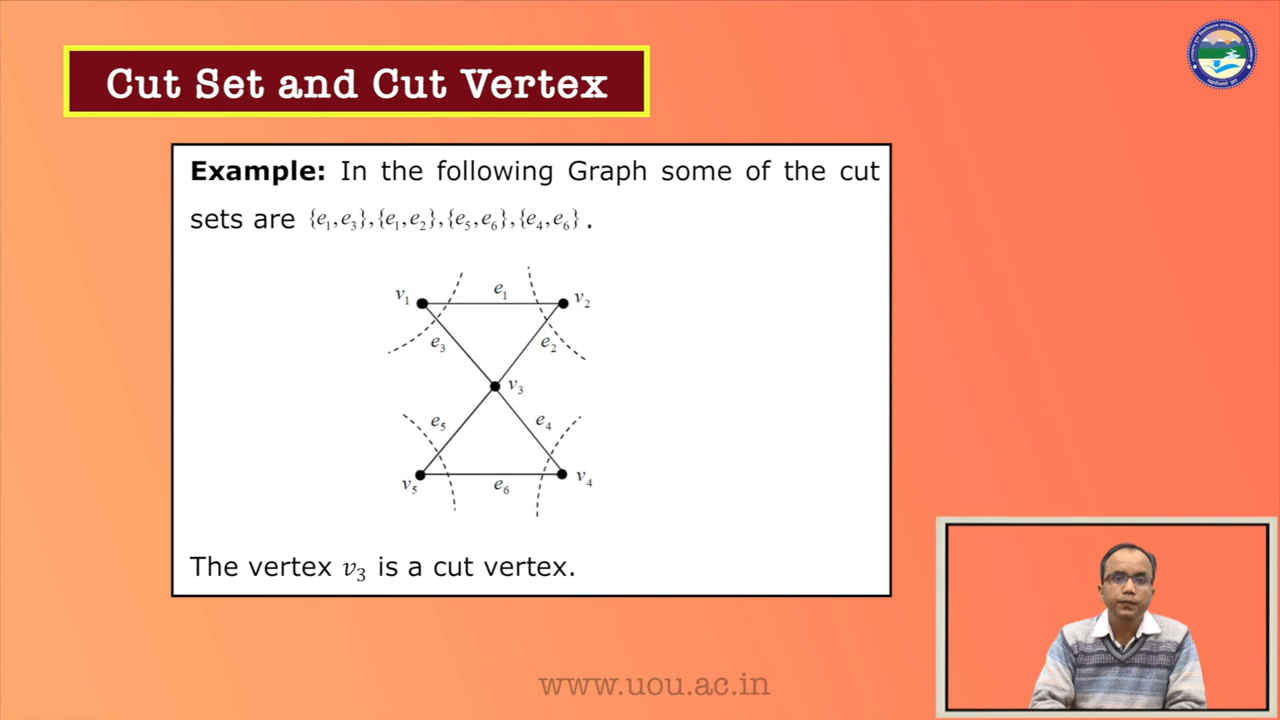 Cut Set and Cut Vertex
Example: In the following Graph some of the cut
sets are {e₁,e₃},{e₁,e₂},{e₅,e₆},{e₄,e₆}.
v₁ e₁ v₂
e₃ e₂
v₃
e₅ e₄
v₅ e₆ v₄
The vertex v₃ is a cut vertex.
www.uou.ac.in